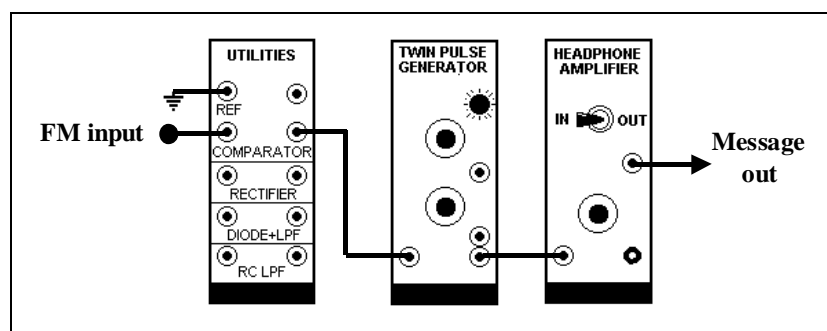 UTILITIES
REF
COMPARATOR
RECTIFIER
DIODE+LPF
RC LPF
FM input
TWIN PULSE
GENERATOR
HEADPHONE
AMPLIFIER
IN OUT
Message
out